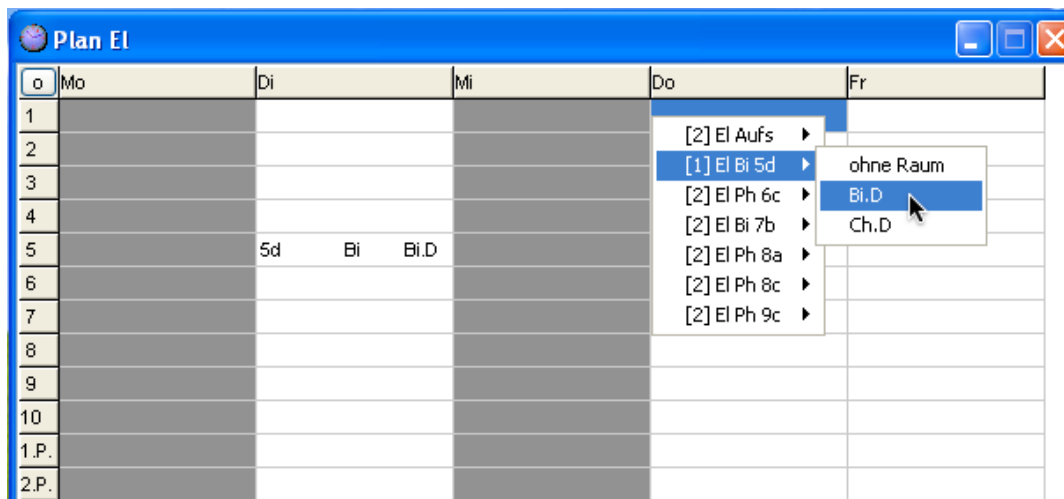 Plan El
o Mo Di Mi Do Fr
1
[2] El Aufs
2
[1] El Bi 5d ohne Raum
3
[2] El Ph 6c Bi.D
4
[2] El Bi 7b Ch.D
5 5d Bi Bi.D
[2] El Ph 8a
6
[2] El Ph 8c
7
[2] El Ph 9c
8
9
10
1.P.
2.P.